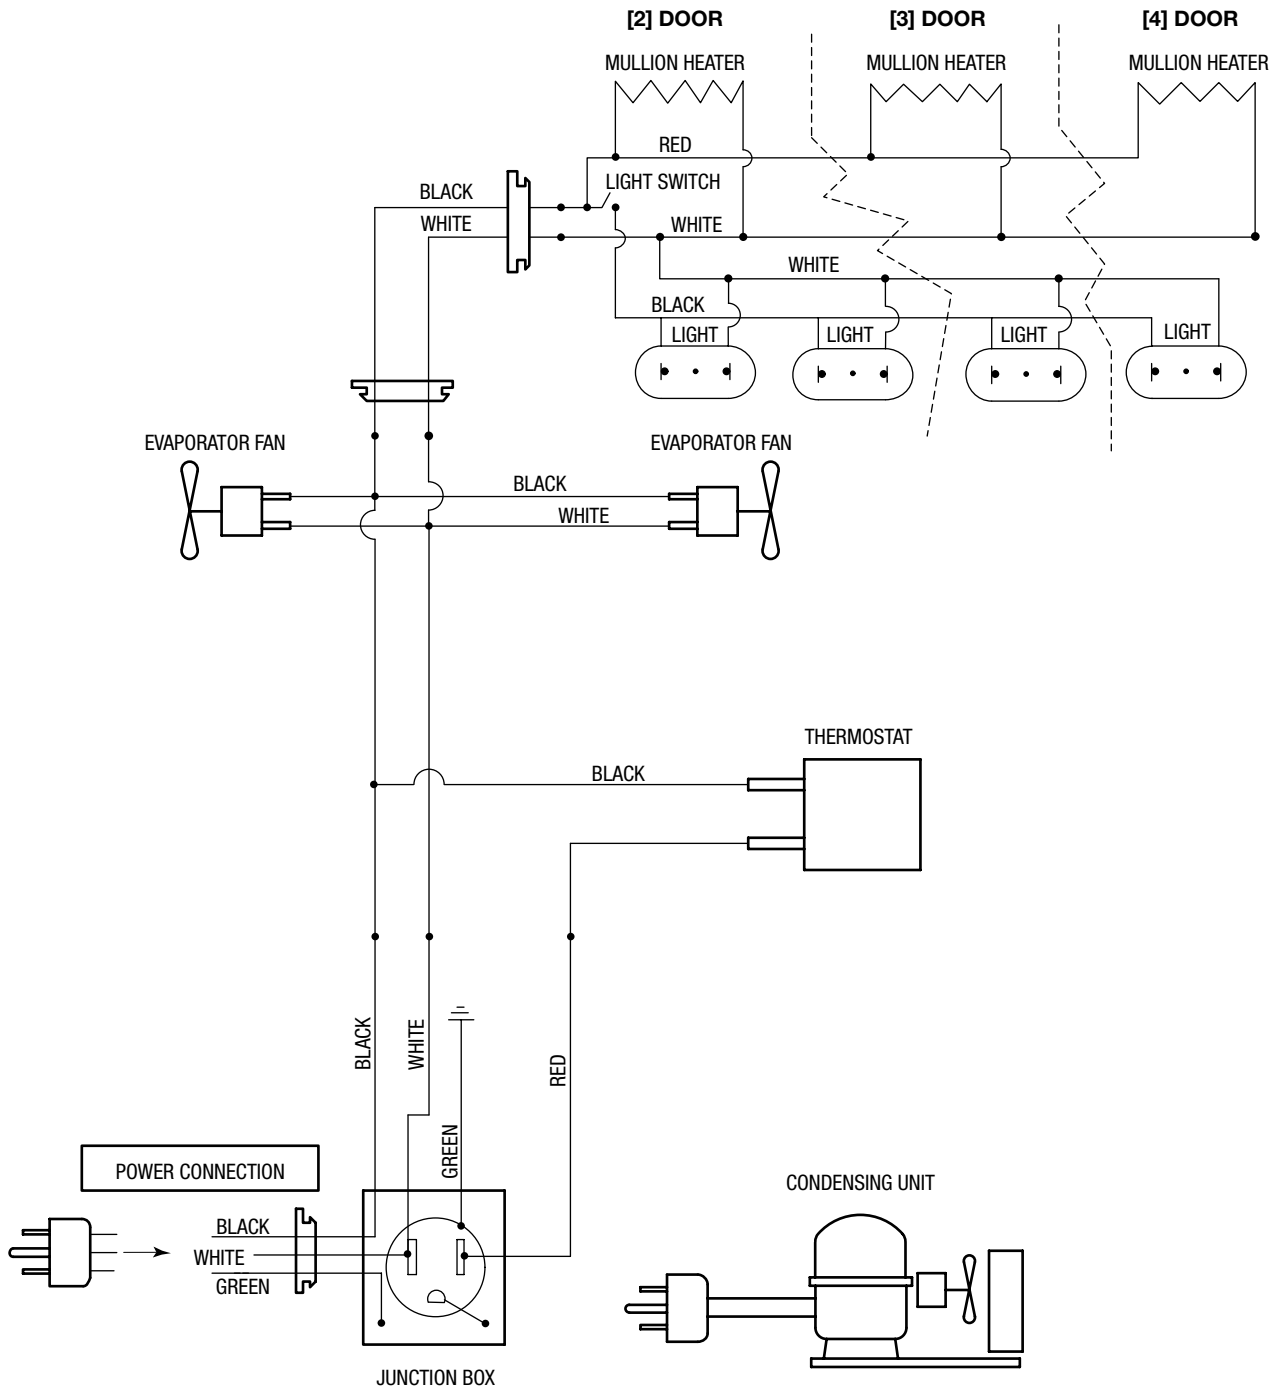 [2] DOOR
[3] DOOR
[4] DOOR
MULLION HEATER
MULLION HEATER
MULLION HEATER
RED
BLACK
LIGHT SWITCH
WHITE
WHITE
WHITE
BLACK
LIGHT
LIGHT
LIGHT
LIGHT
EVAPORATOR FAN
EVAPORATOR FAN
BLACK
WHITE
THERMOSTAT
BLACK
BLACK
WHITE
RED
GREEN
POWER CONNECTION
CONDENSING UNIT
BLACK
WHITE
GREEN
JUNCTION BOX